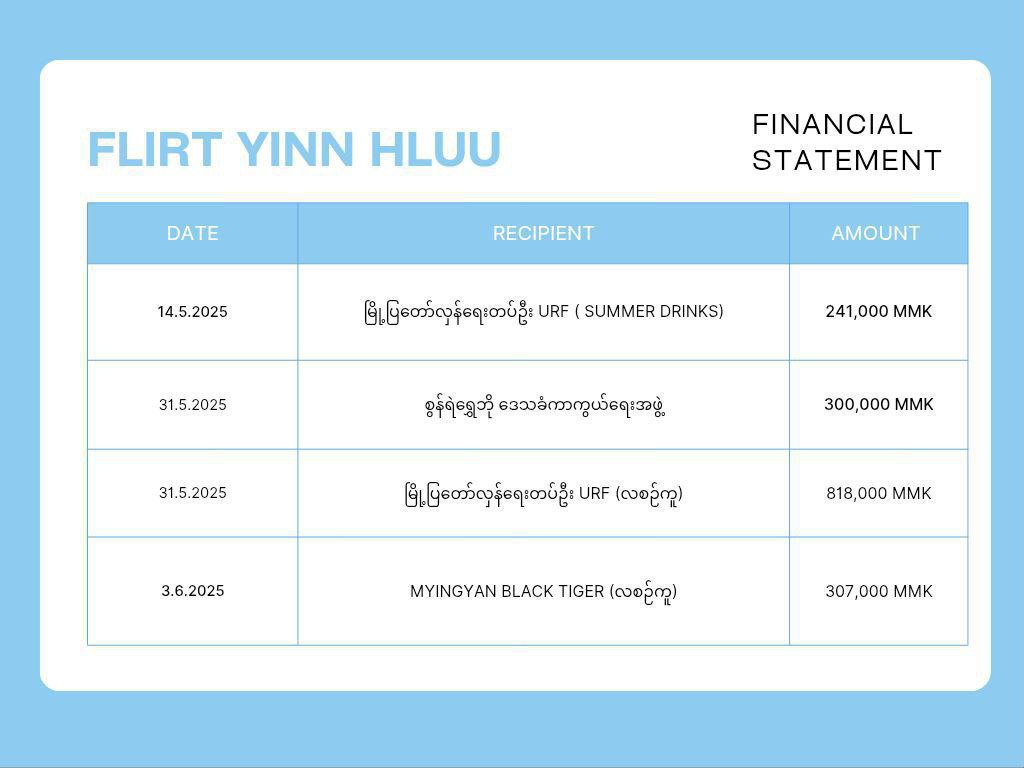 FLIRT YINN HLUU
FINANCIAL
STATEMENT
DATE RECIPIENT AMOUNT
14.5.2025 မြို့ပြတော်လှန်ရေးတပ်ဦး URF ( SUMMER DRINKS) 241,000 MMK
31.5.2025 စွန်ရဲရွှေဘို ဒေသခံကာကွယ်ရေးအဖွဲ့ 300,000 MMK
31.5.2025 မြို့ပြတော်လှန်ရေးတပ်ဦး URF (လစဉ်ကူ) 818,000 MMK
3.6.2025 MYINGYAN BLACK TIGER (လစဉ်ကူ) 307,000 MMK